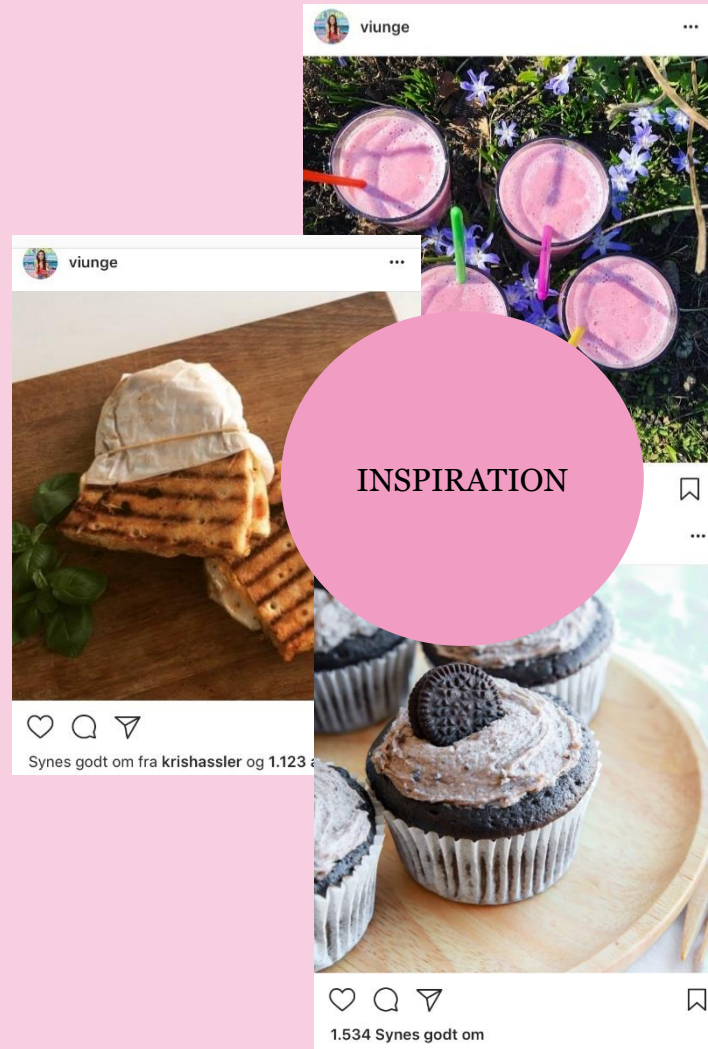 viunge
viunge
INSPIRATION
Synes godt om fra krishassler og 1.123
1.534 Synes godt om